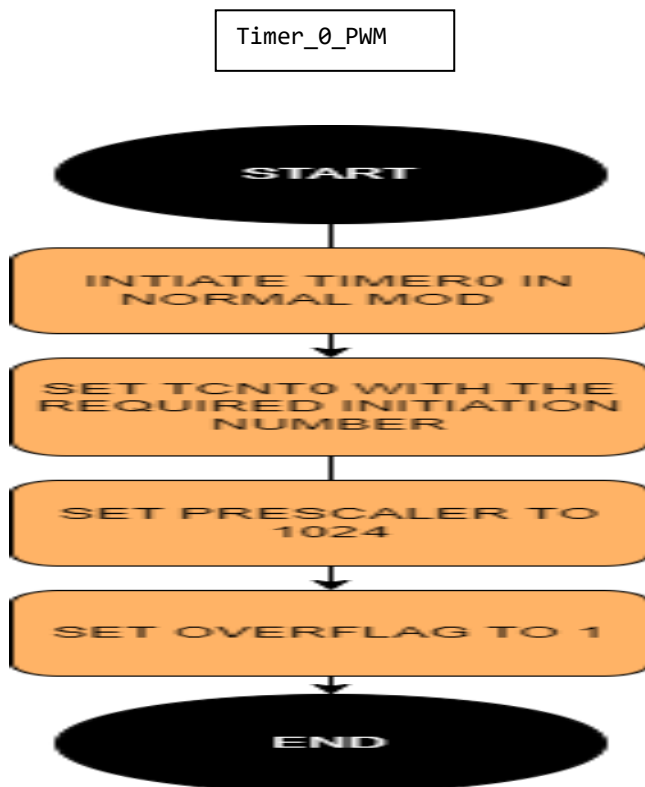 Timer_0_PWM
START
INTIATE TIMER0 IN
NORMAL MOD
SET TCNT0 WITH THE
REQUIRED INITIATION
NUMBER
SET PRESCALER TO
1024
SET OVERFLAG TO 1
END